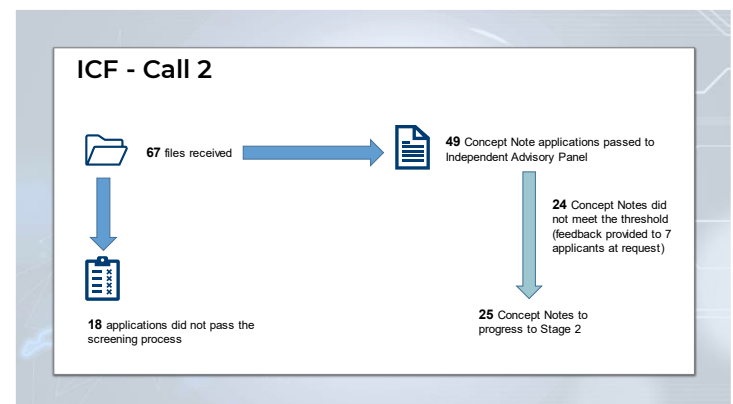 ICF - Call 2
67 files received
49 Concept Note applications passed to
Independent Advisory Panel
24 Concept Notes did
not meet the threshold
(feedback provided to 7
applicants at request)
18 applications did not pass the
screening process
25 Concept Notes to
progress to Stage 2